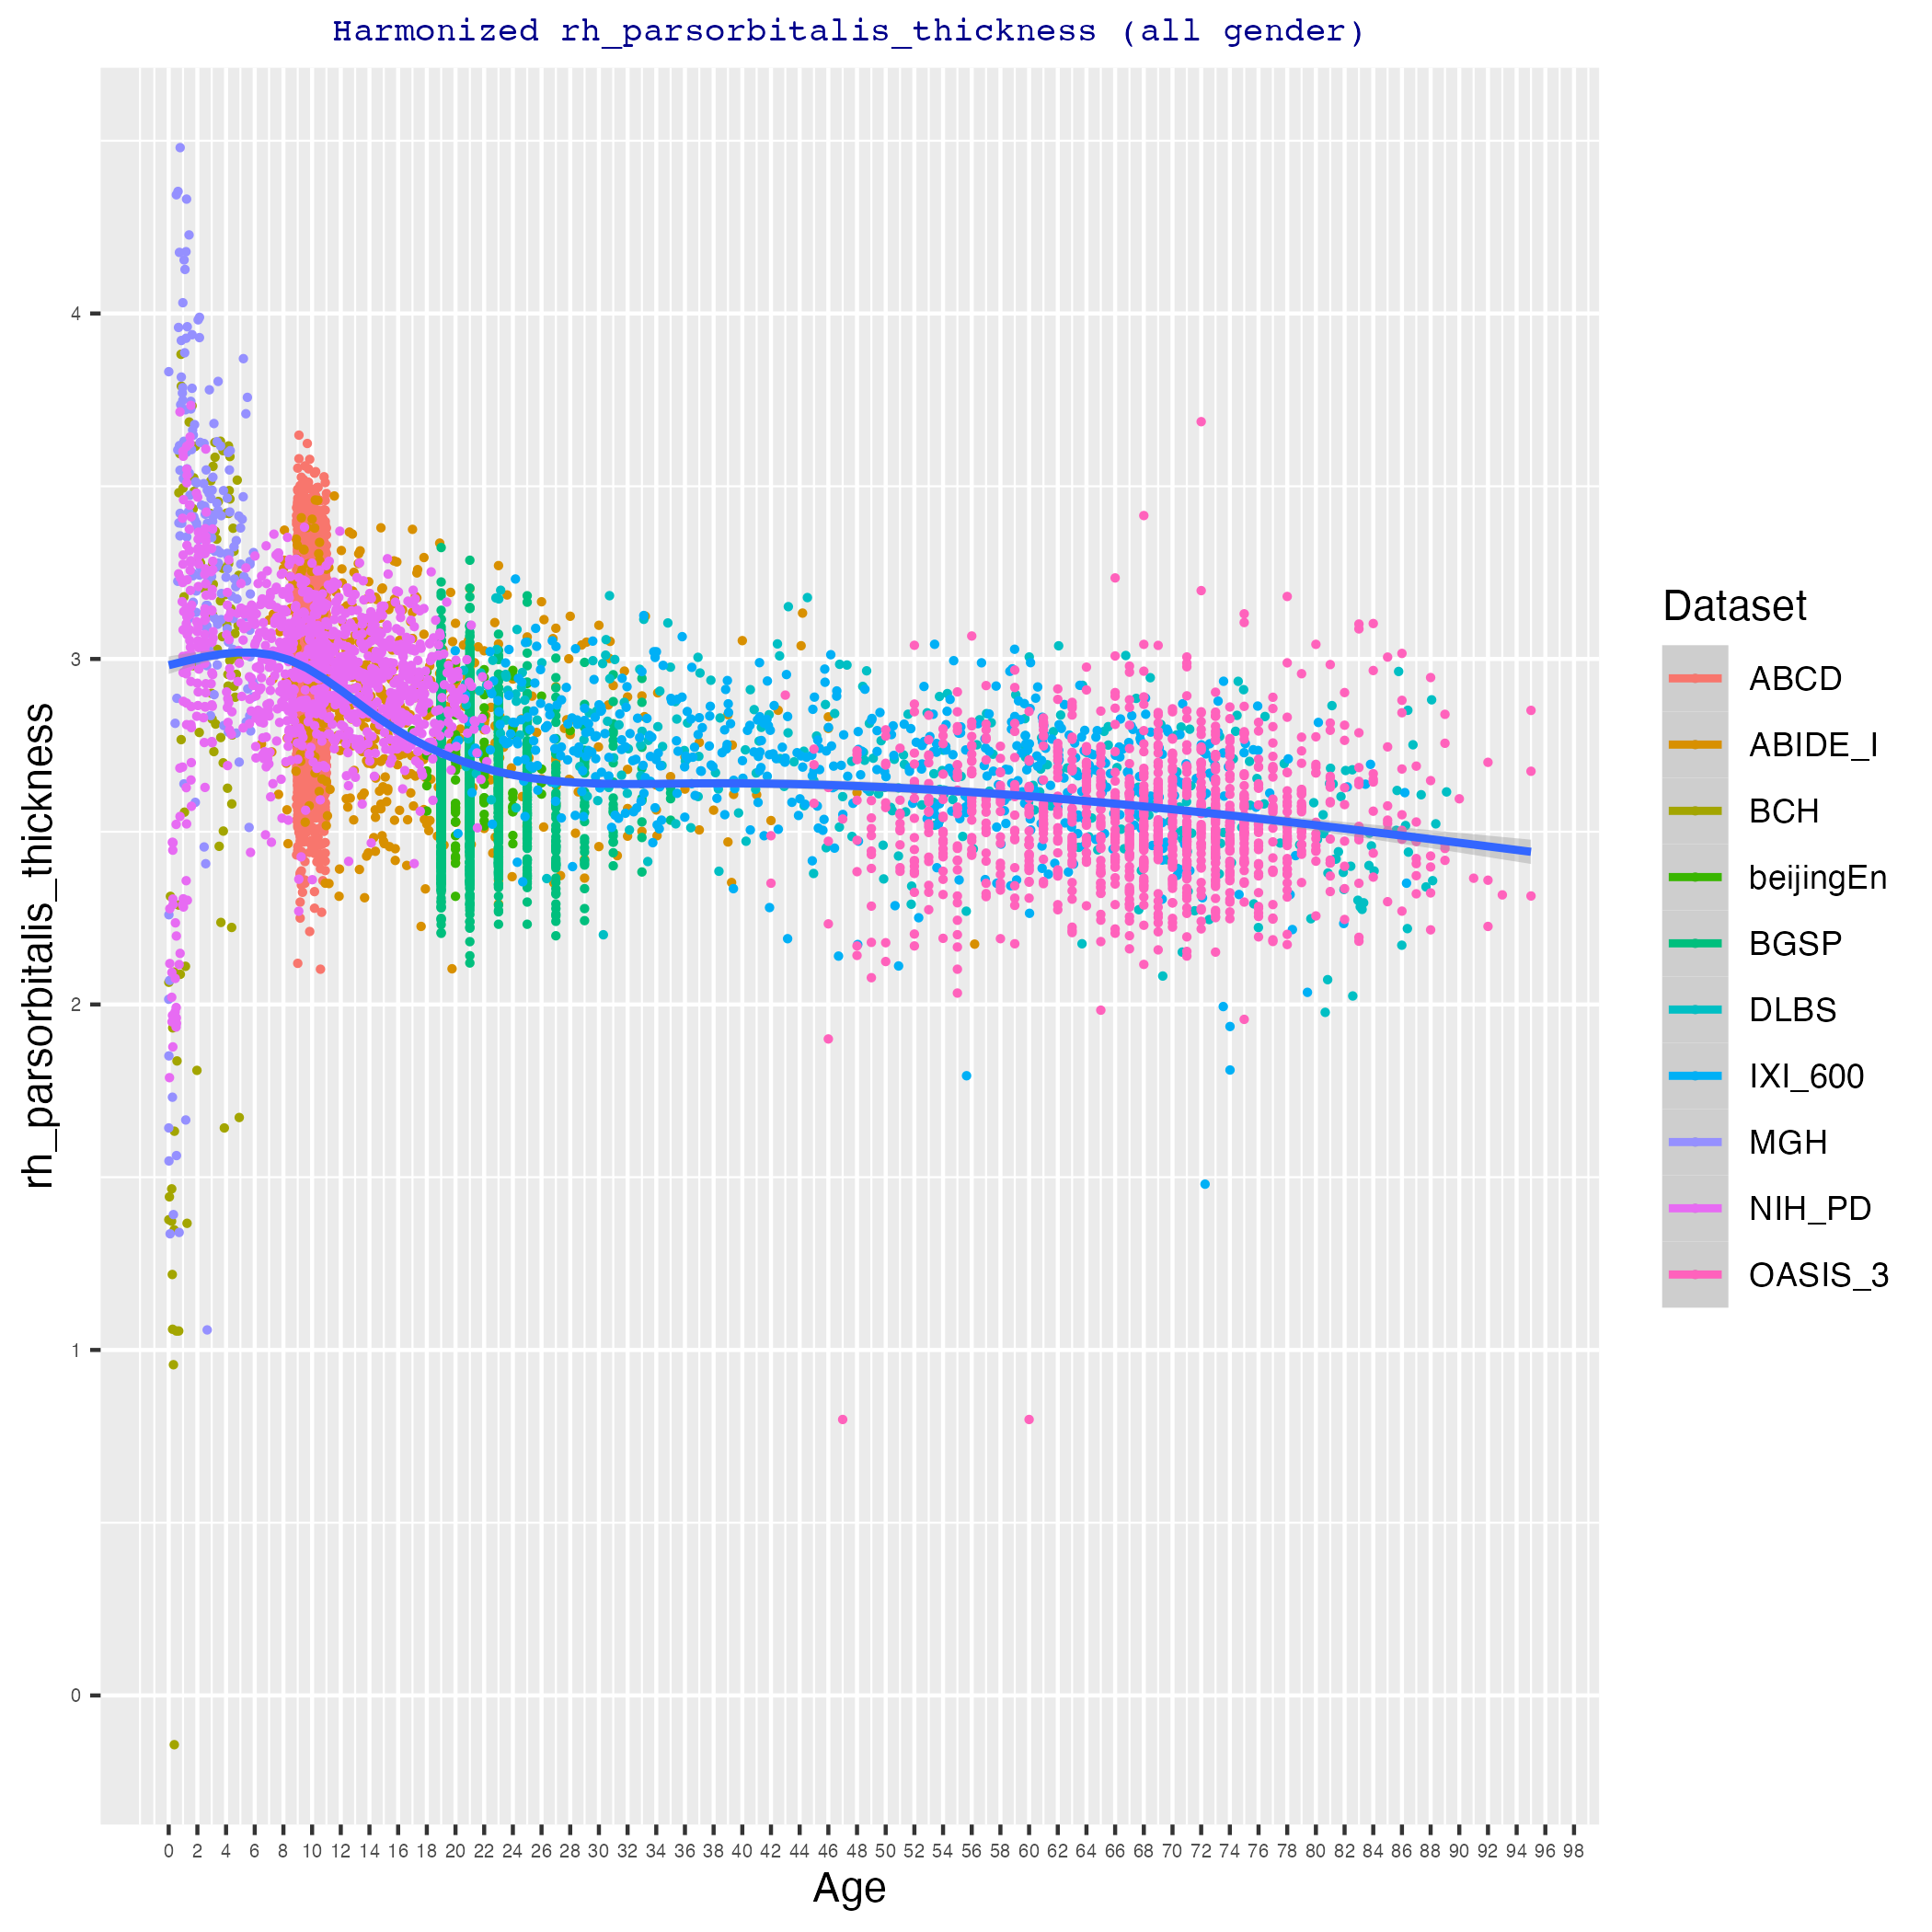 Harmonized rh_parsorbitalis_thickness (all gender)
rh_parsorbitalis_thickness
4
3
2
1
0
0 2 4 6 8 10 12 14 16 18 20 22 24 26 28 30 32 34 36 38 40 42 44 46 48 50 52 54 56 58 60 62 64 66 68 70 72 74 76 78 80 82 84 86 88 90 92 94 96 98
Age
Dataset
ABCD
ABIDE_I
BCH
beijingEn
BGSP
DLBS
IXI_600
MGH
NIH_PD
OASIS_3